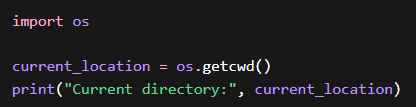 import os
current_location = os.getcwd()
print("Current directory:", current_location)